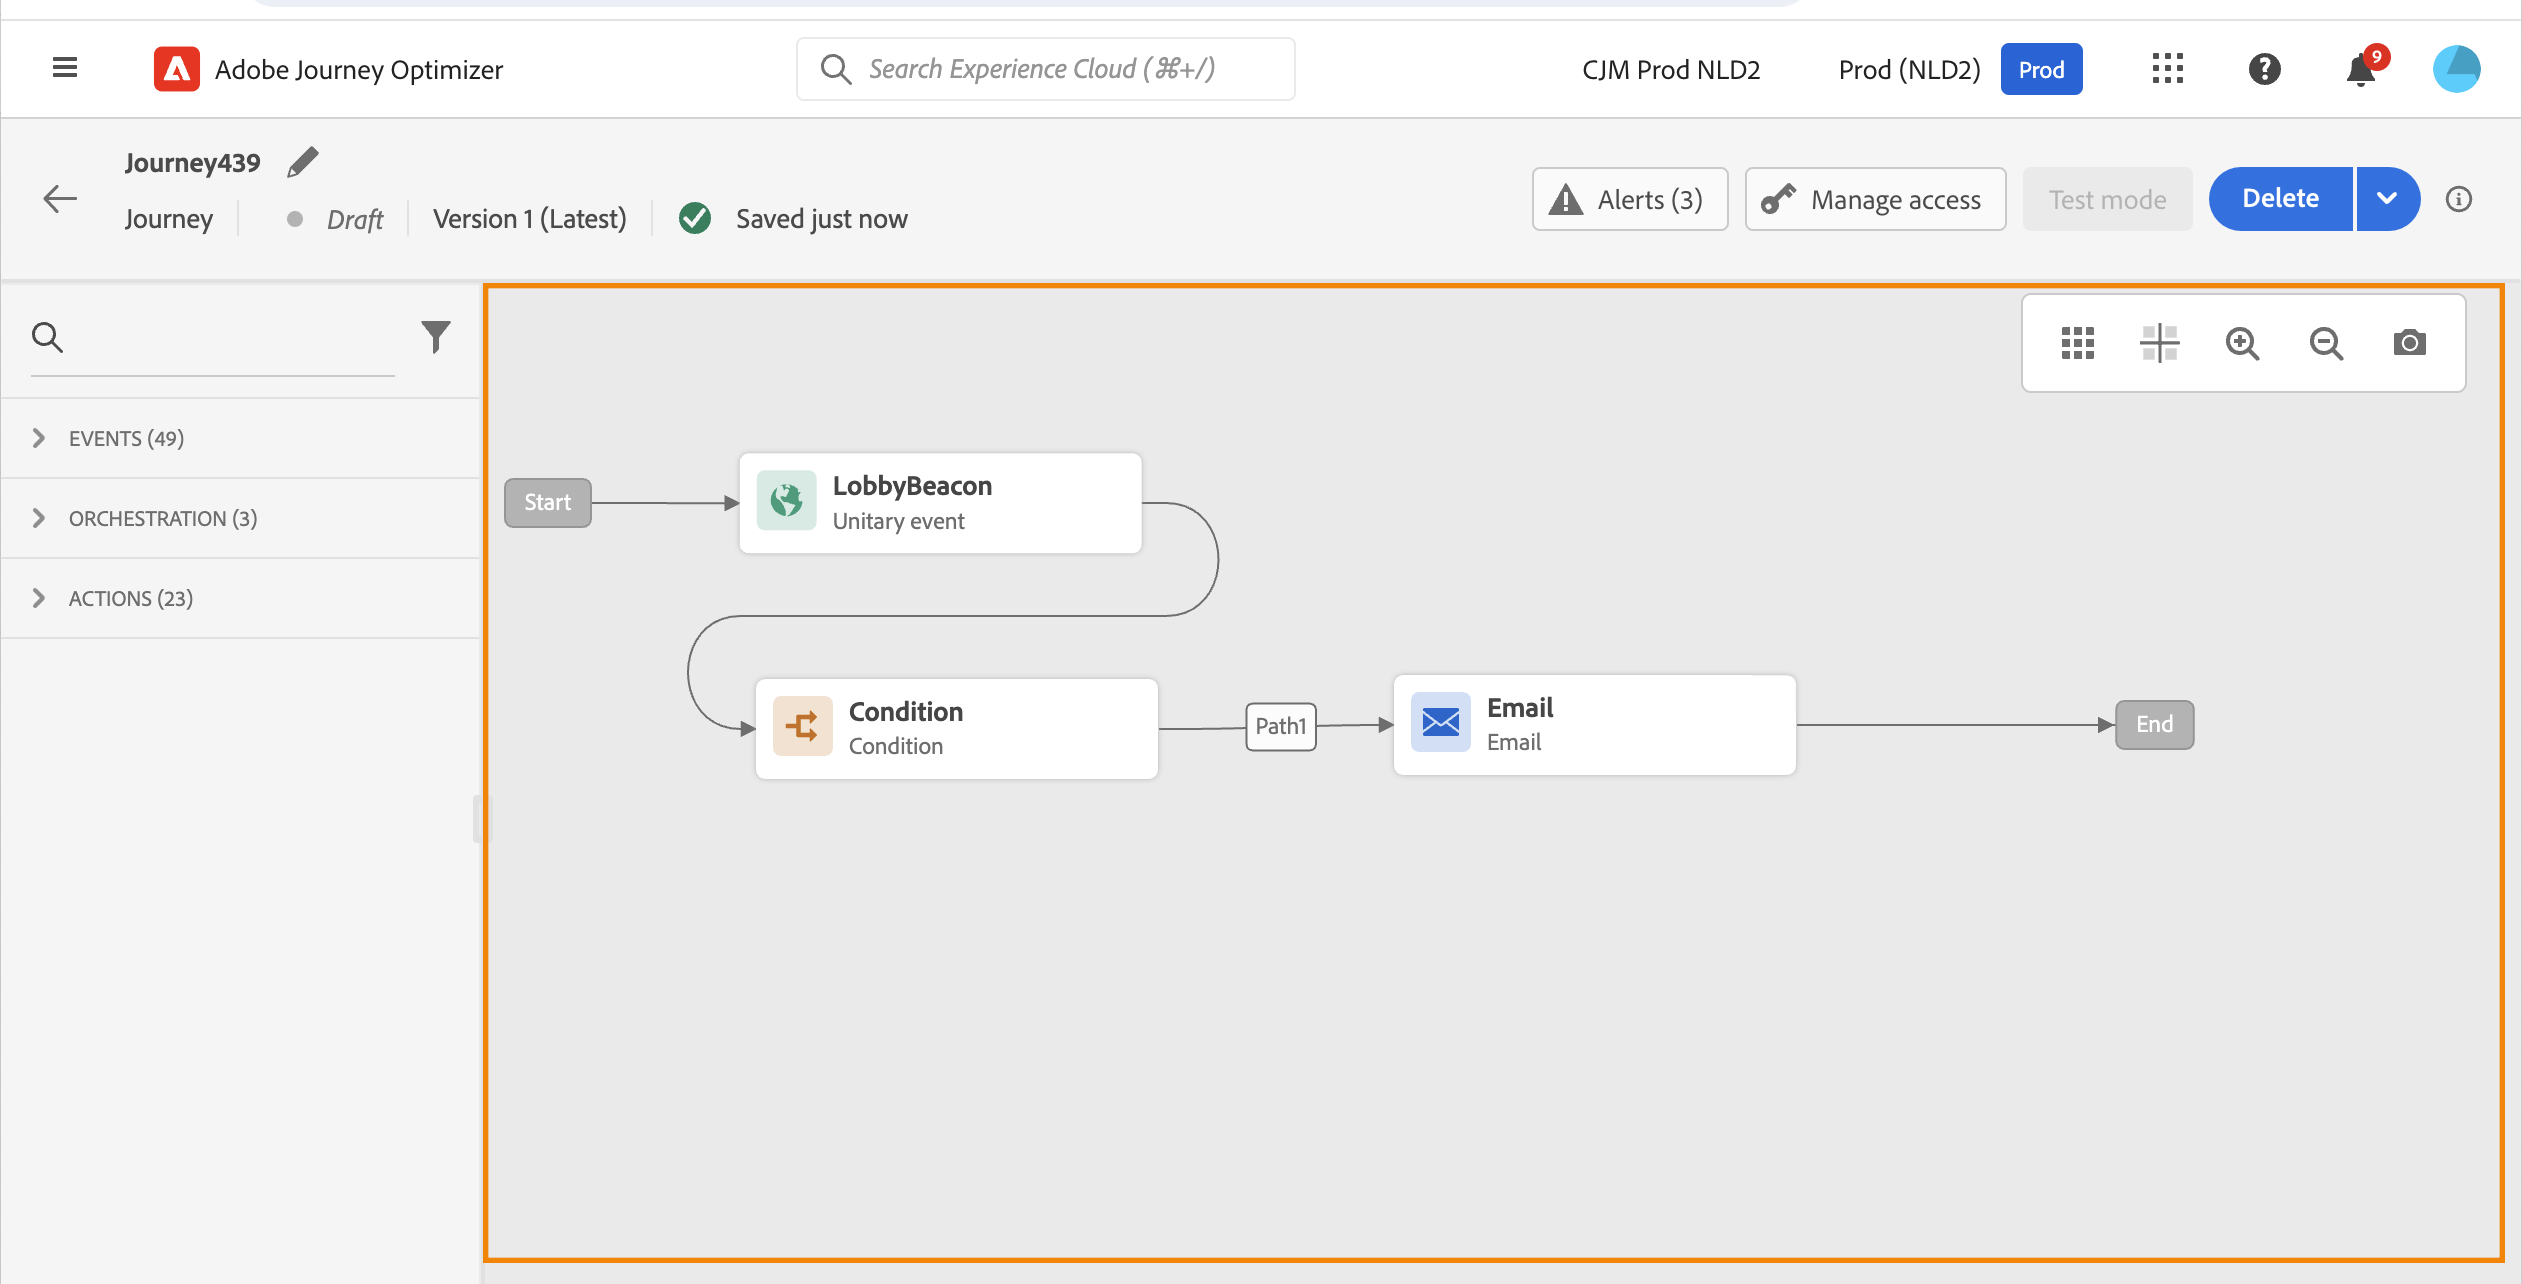 Adobe Journey Optimizer
Search Experience Cloud (⌘+/)
CJM Prod NLD2
Prod (NLD2)
Prod
9
Journey439
Journey
Draft
Version 1 (Latest)
Saved just now
Alerts (3)
Manage access
Test mode
Delete
EVENTS (49)
ORCHESTRATION (3)
ACTIONS (23)
Start
LobbyBeacon
Unitary event
Condition
Condition
Path1
Email
Email
End